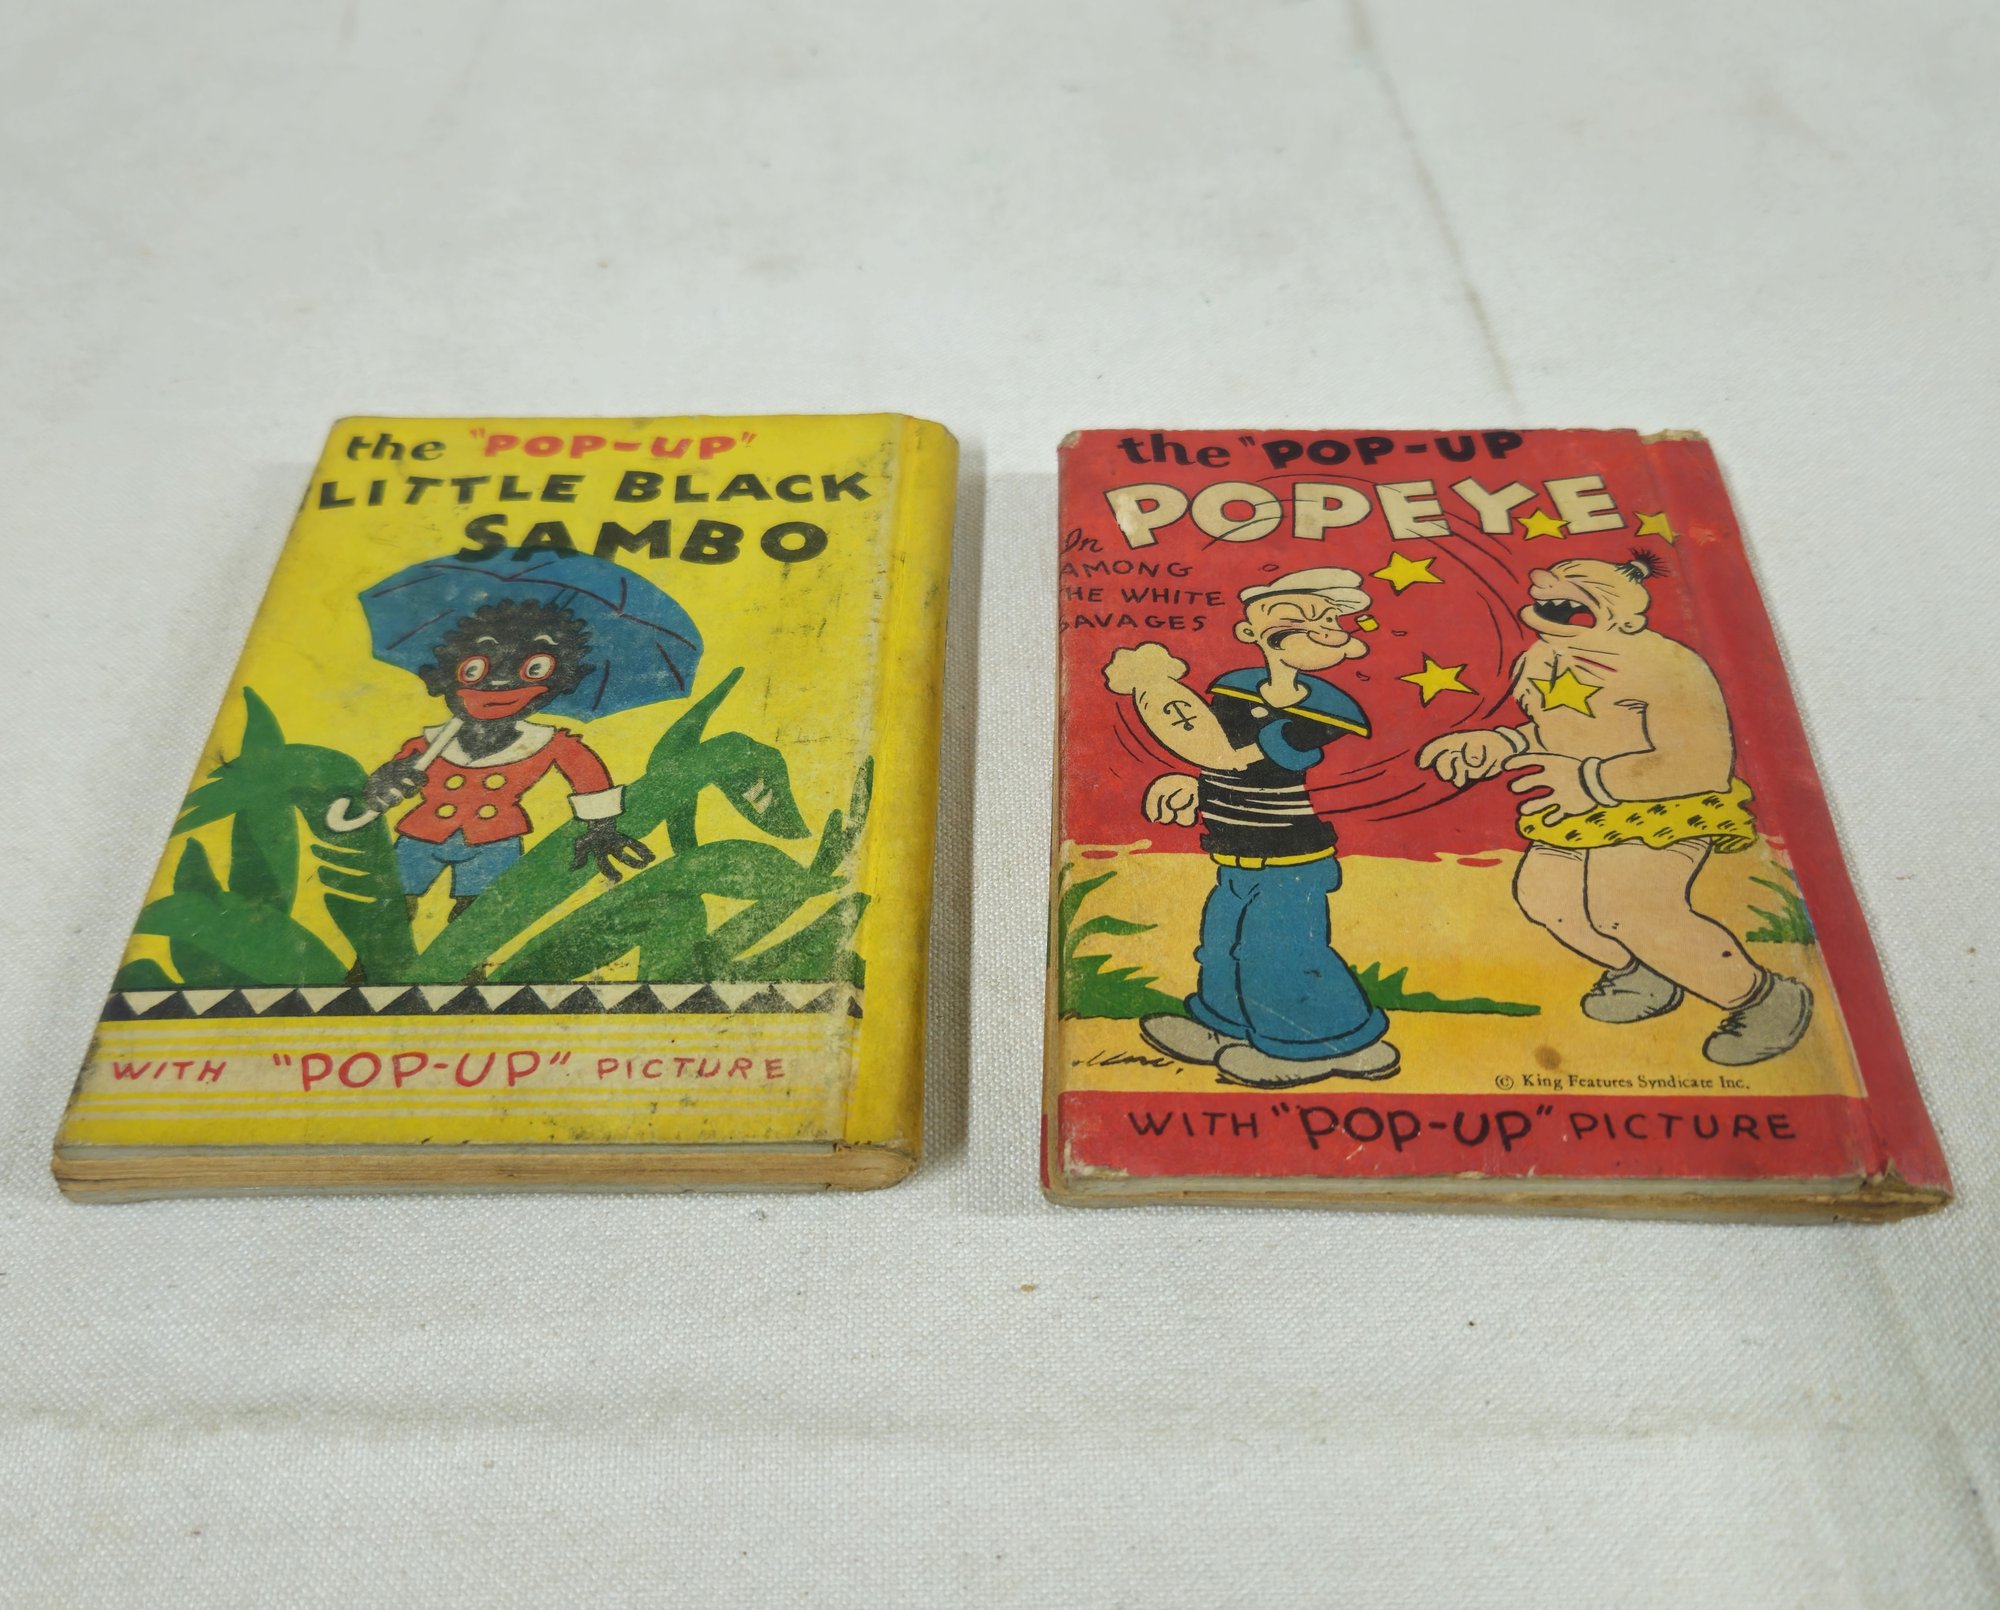 the "POP-UP"
LITTLE BLACK
SAMBO
WITH "POP-UP" PICTURE
the "POP-UP
POPEYE
In
AMONG
HE WHITE
SAVAGES
© King Features Syndicate Inc.
WITH "POP-UP" PICTURE